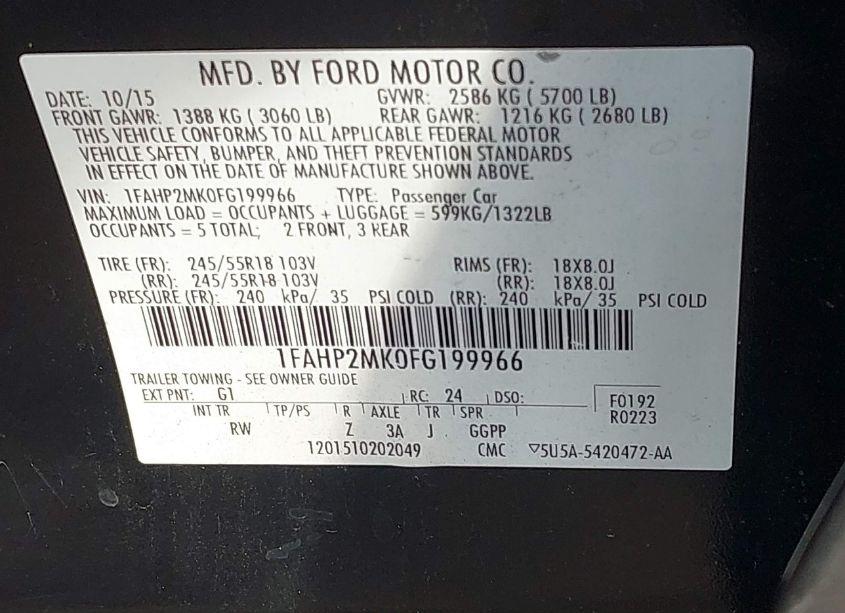 MFD. BY FORD MOTOR CO.
DATE: 10/15 GVWR: 2586 KG ( 5700 LB)
FRONT GAWR: 1388 KG ( 3060 LB) REAR GAWR: 1216 KG ( 2680 LB)
THIS VEHICLE CONFORMS TO ALL APPLICABLE FEDERAL MOTOR
VEHICLE SAFETY, BUMPER, AND THEFT PREVENTION STANDARDS
IN EFFECT ON THE DATE OF MANUFACTURE SHOWN ABOVE.
VIN: 1FAHP2MK0FG199966 TYPE: Passenger Car
MAXIMUM LOAD = OCCUPANTS + LUGGAGE = 599KG/1322LB
OCCUPANTS = 5 TOTAL; 2 FRONT, 3 REAR
TIRE (FR): 245/55R18 103V RIMS (FR): 18X8.0J
(RR): 245/55R18 103V (RR): 18X8.0J
PRESSURE (FR): 240 kPa/ 35 PSI COLD (RR): 240 kPa/ 35 PSI COLD
1FAHP2MK0FG199966
TRAILER TOWING - SEE OWNER GUIDE
EXT PNT: G1 RC: 24 DSO: F0192
INT TR TP/PS R AXLE TR SPR R0223
RW Z 3A J GGPP
1201510202049 CMC ▽5U5A-5420472-AA